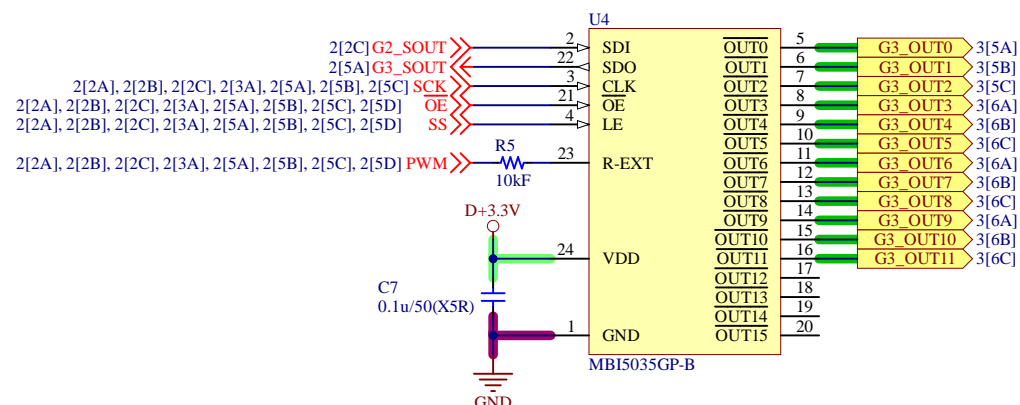 U4
2[2C] G2_SOUT 2 SDI OUT0 5 G3_OUT0 3[5A]
2[5A] G3_SOUT 22 SDO OUT1 6 G3_OUT1 3[5B]
2[2A], 2[2B], 2[2C], 2[3A], 2[5A], 2[5B], 2[5C] SCK 3 CLK OUT2 7 G3_OUT2 3[5C]
2[2A], 2[2B], 2[2C], 2[3A], 2[5A], 2[5B], 2[5C], 2[5D] OE 21 OE OUT3 8 G3_OUT3 3[6A]
2[2A], 2[2B], 2[2C], 2[3A], 2[5A], 2[5B], 2[5C], 2[5D] SS 4 LE OUT4 9 G3_OUT4 3[6B]
OUT5 10 G3_OUT5 3[6C]
R5
2[2A], 2[2B], 2[2C], 2[3A], 2[5A], 2[5B], 2[5C], 2[5D] PWM 23 R-EXT OUT6 11 G3_OUT6 3[6A]
10kF
OUT7 12 G3_OUT7 3[6B]
OUT8 13 G3_OUT8 3[6C]
D+3.3V
OUT9 14 G3_OUT9 3[6A]
OUT10 15 G3_OUT10 3[6B]
24 VDD OUT11 16 G3_OUT11 3[6C]
OUT12 17
C7
OUT13 18
0.1u/50(X5R)
OUT14 19
1 GND OUT15 20
MBI5035GP-B
GND